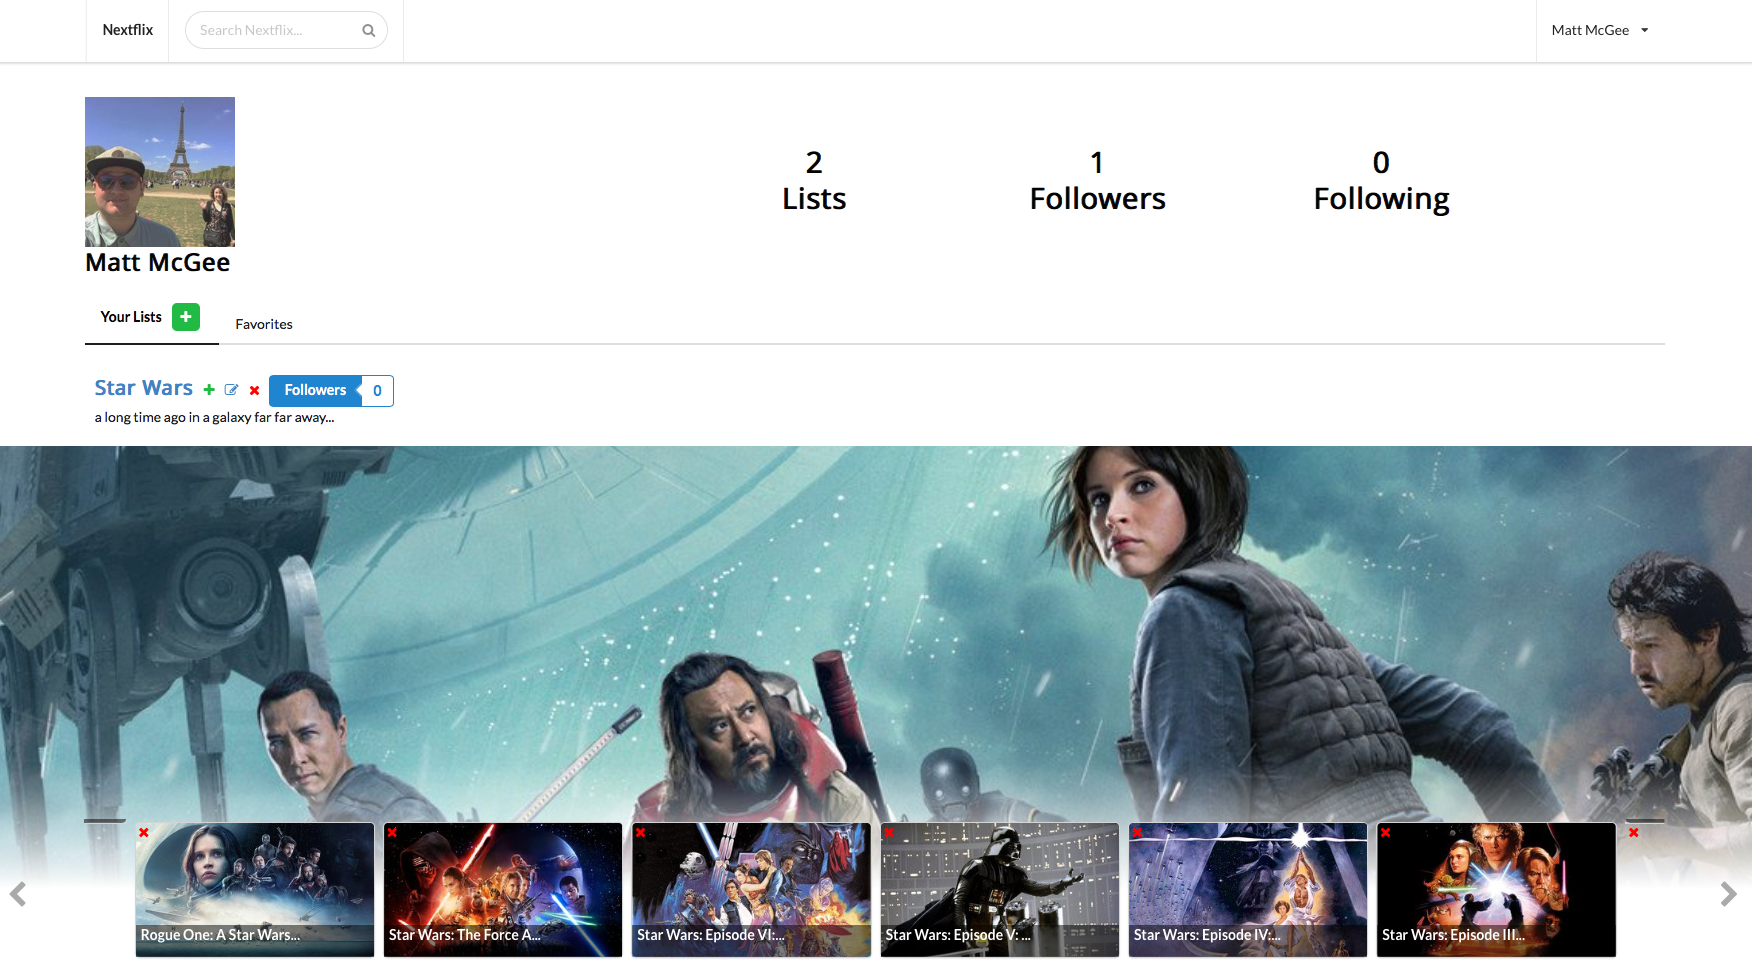 Nextflix
Search Nextflix...
Matt McGee
2
Lists
1
Followers
0
Following
Matt McGee
Your Lists
Favorites
Star Wars
Followers
0
a long time ago in a galaxy far far away...
Rogue One: A Star Wars...
Star Wars: The Force A...
Star Wars: Episode VI:...
Star Wars: Episode V: ...
Star Wars: Episode IV:...
Star Wars: Episode III...